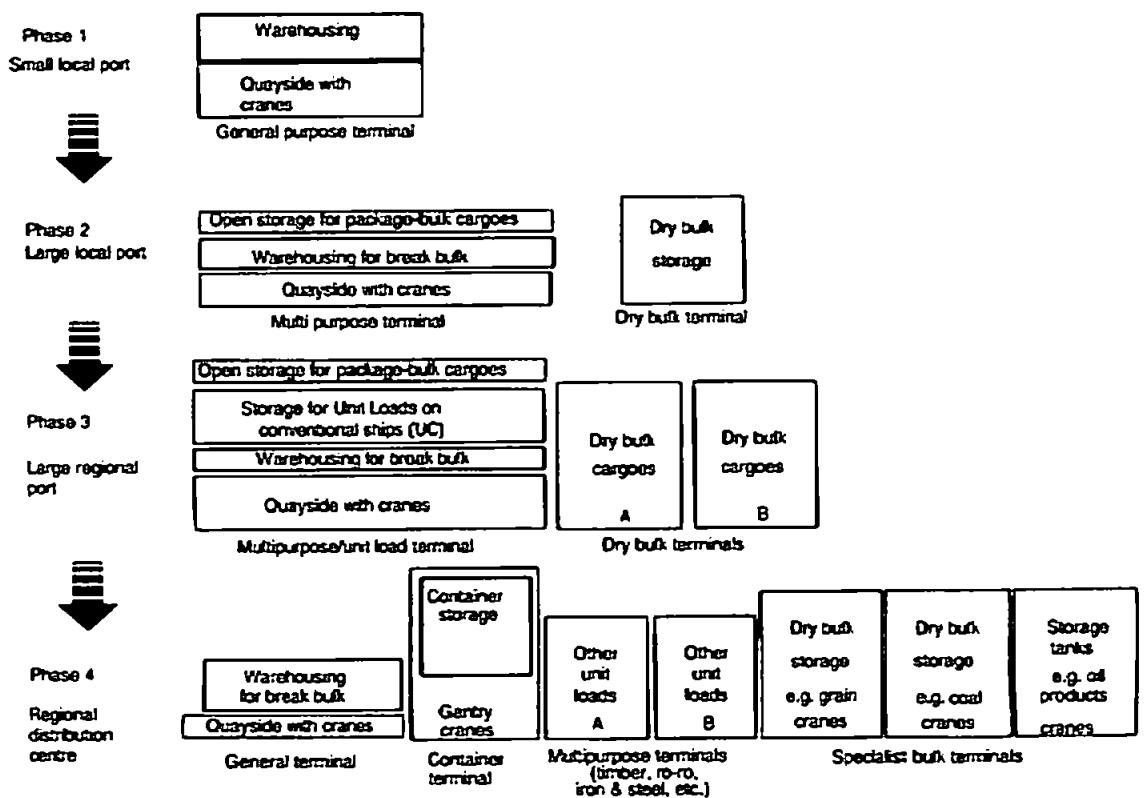 Phase 1
Small local port
Warehousing
Quayside with
cranes
General purpose terminal
Phase 2
Large local port
Open storage for package-bulk cargoes
Warehousing for break bulk
Quayside with cranes
Multi purpose terminal
Dry bulk
storage
Dry bulk terminal
Phase 3
Large regional
port
Open storage for package-bulk cargoes
Storage for Unit Loads on
conventional ships (UC)
Warehousing for break bulk
Quayside with cranes
Multipurpose/unit load terminal
Dry bulk
cargoes
A
Dry bulk
cargoes
B
Dry bulk terminals
Phase 4
Regional
distribution
centre
Warehousing
for break bulk
Quayside with cranes
General terminal
Container
storage
Gantry
cranes
Container
terminal
Other
unit
loads
A
Other
unit
loads
B
Multipurpose terminals
(timber, ro-ro,
iron & steel, etc.)
Dry bulk
storage
e.g. grain
cranes
Dry bulk
storage
e.g. coal
cranes
Storage
tanks
e.g. oil
products
cranes
Specialist bulk terminals